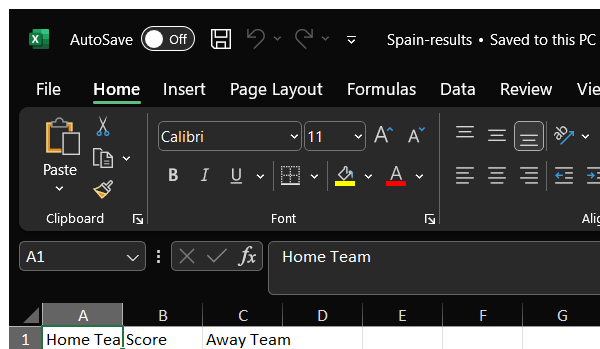 AutoSave Off Spain-results • Saved to this PC
File Home Insert Page Layout Formulas Data Review Vie
Calibri 11
Paste B I U A
Clipboard Font Alig
A1 fx Home Team
A B C D E F G
1 Home Tea Score Away Team